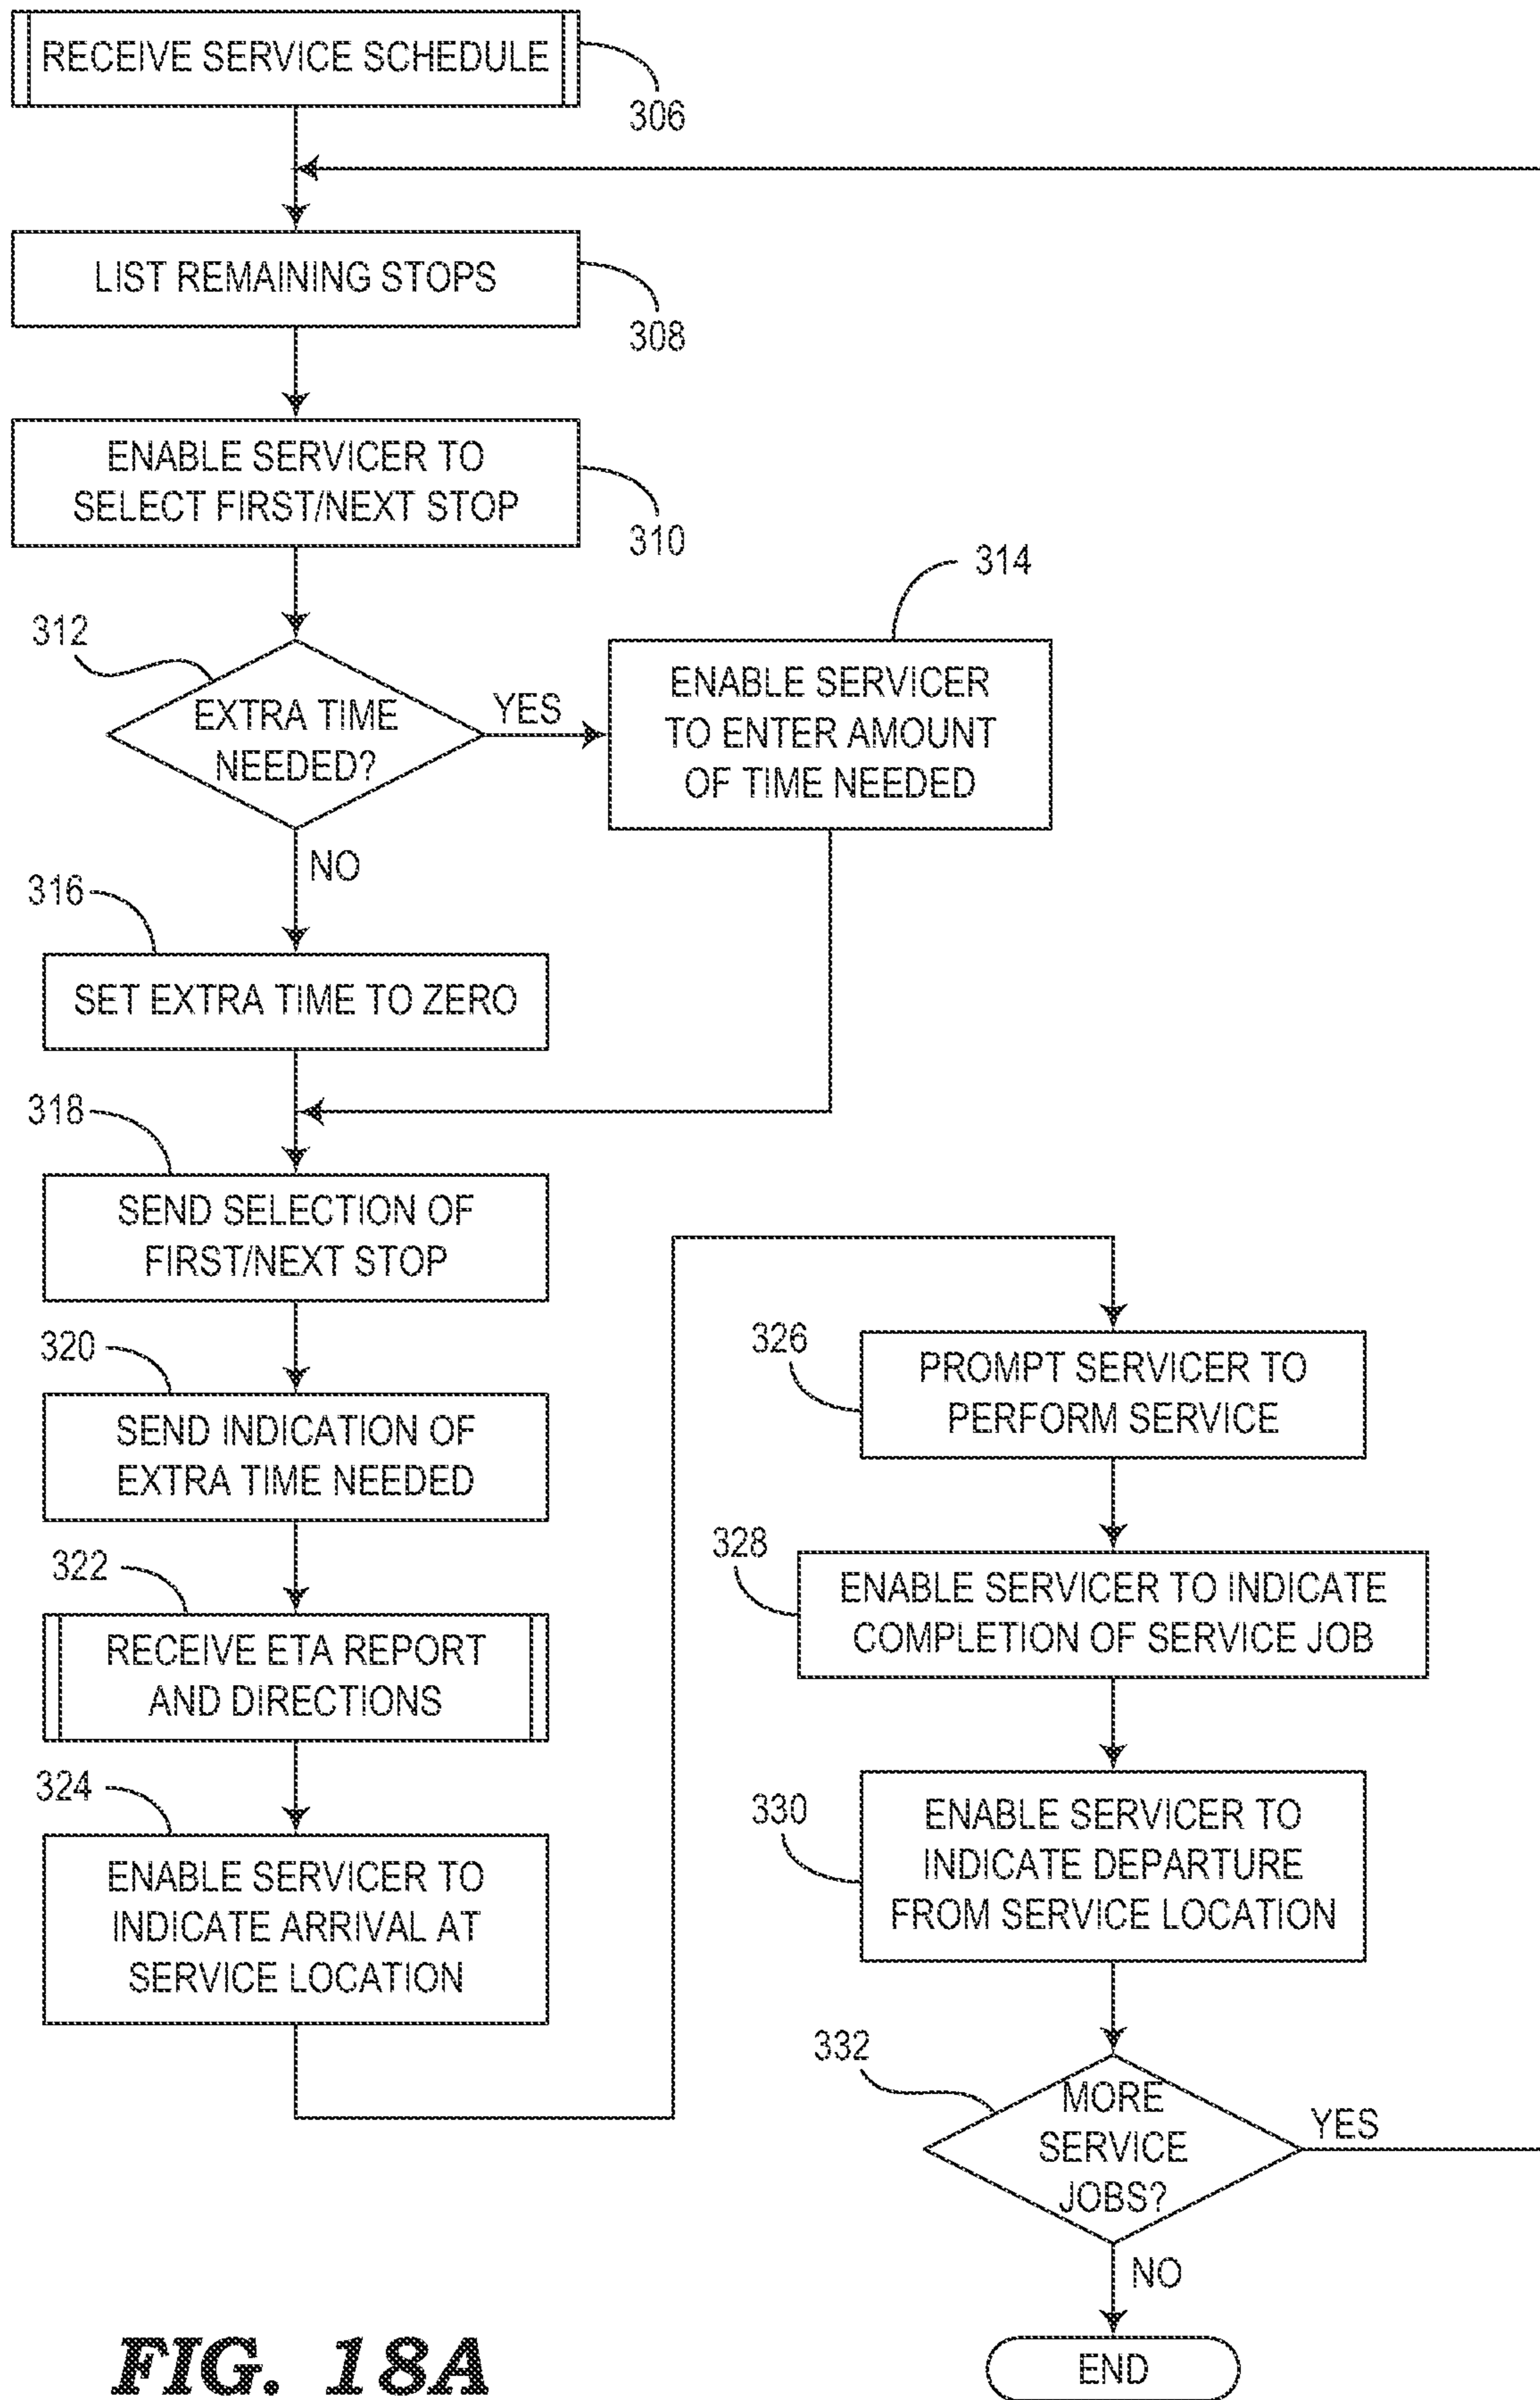 RECEIVE SERVICE SCHEDULE
306
LIST REMAINING STOPS
308
ENABLE SERVICER TO
SELECT FIRST/NEXT STOP
310
312
EXTRA TIME
NEEDED?
YES
314
ENABLE SERVICER
TO ENTER AMOUNT
OF TIME NEEDED
NO
316
SET EXTRA TIME TO ZERO
318
SEND SELECTION OF
FIRST/NEXT STOP
320
SEND INDICATION OF
EXTRA TIME NEEDED
322
RECEIVE ETA REPORT
AND DIRECTIONS
324
ENABLE SERVICER TO
INDICATE ARRIVAL AT
SERVICE LOCATION
326
PROMPT SERVICER TO
PERFORM SERVICE
328
ENABLE SERVICER TO INDICATE
COMPLETION OF SERVICE JOB
330
ENABLE SERVICER TO
INDICATE DEPARTURE
FROM SERVICE LOCATION
332
MORE
SERVICE
JOBS?
YES
NO
END
FIG. 18A